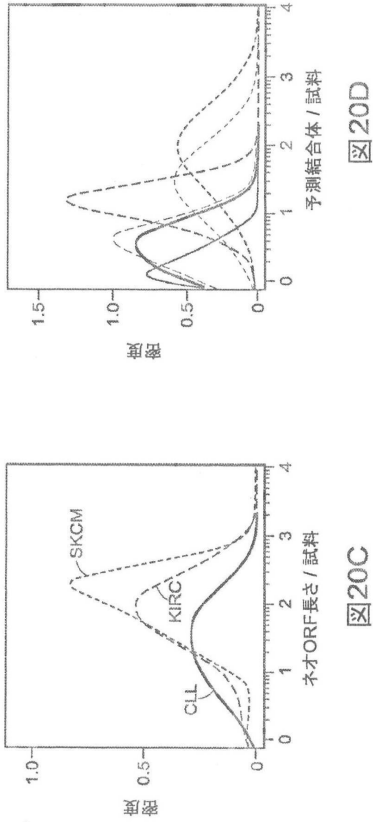 密度
1.5
1.0
0.5
0
0
1
2
3
4
予測結合体 / 試料
図20D
密度
1.0
0.5
0
SKCM
KIRC
CLL
0
1
2
3
4
ネオORF長さ / 試料
図20C